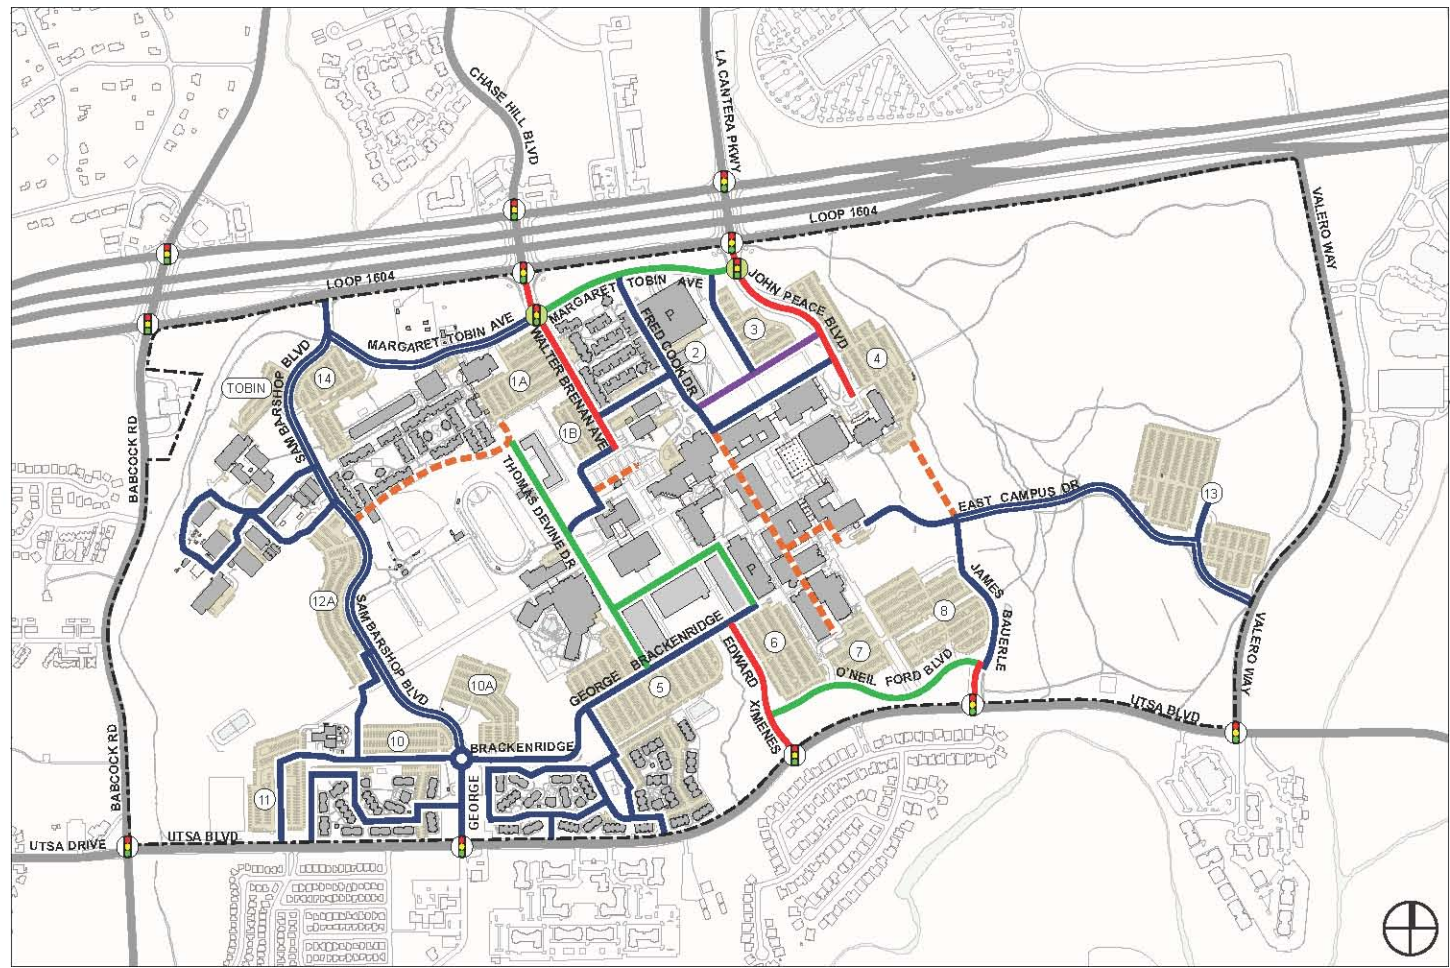 CHASE HILL BLVD
LA CANTERA PKWY
BABCOCK RD
LOOP 1604
LOOP 1604
VALERO WAY
MARGARET TOBIN AVE
JOHN PEACE BLVD
MARGARET TOBIN AVE
P
FRED COOK DR
3
2
4
WALTER BRENAN AVE
TOBIN
14
1A
SAM BARSHOP BLVD
1B
BABCOCK RD
THOMAS DEVINE DR
EAST CAMPUS DR
13
P
JAMES BAUERLE
12A
SAM BARSHOP BLVD
8
VALERO WAY
6
7
GEORGE BRACKENRIDGE
EDWARD XIMENES
O'NEIL FORD BLVD
10A
5
UTSA BLVD
10
BRACKENRIDGE
BABCOCK RD
11
GEORGE
UTSA DRIVE
UTSA BLVD